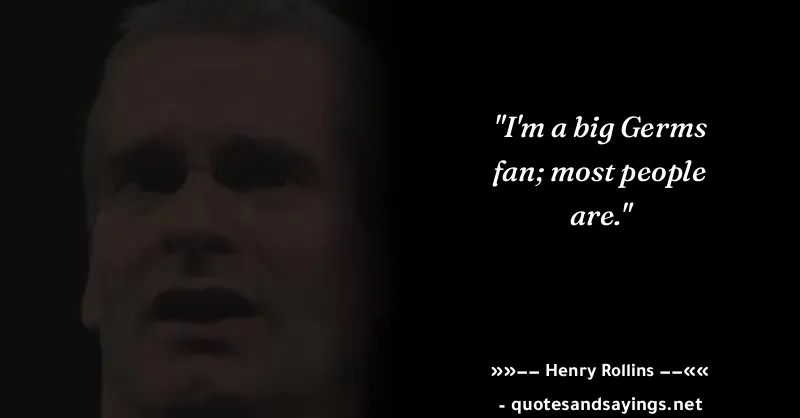 "I'm a big Germs
fan; most people
are."
»»–– Henry Rollins ––««
- quotesandsayings.net